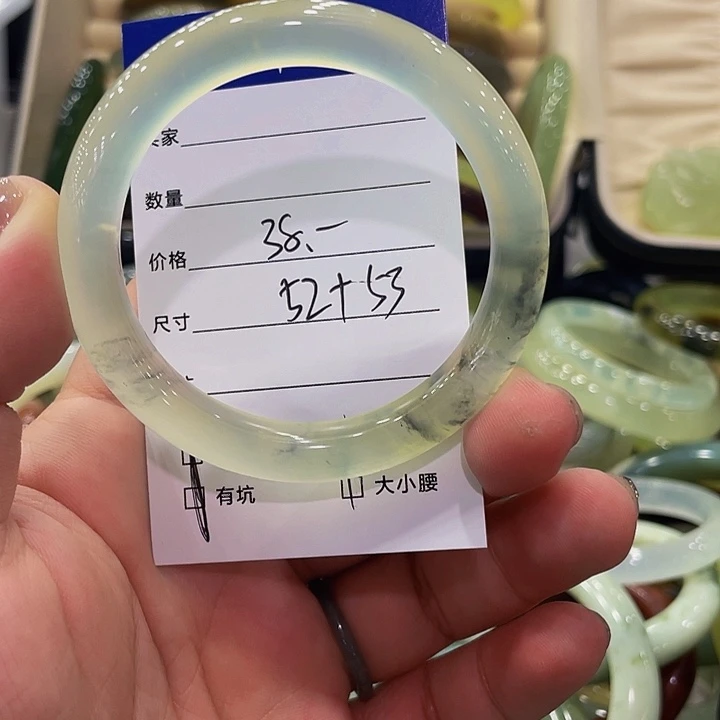 家
数量
价格 38.-
尺寸 52+53
有坑 大小腰